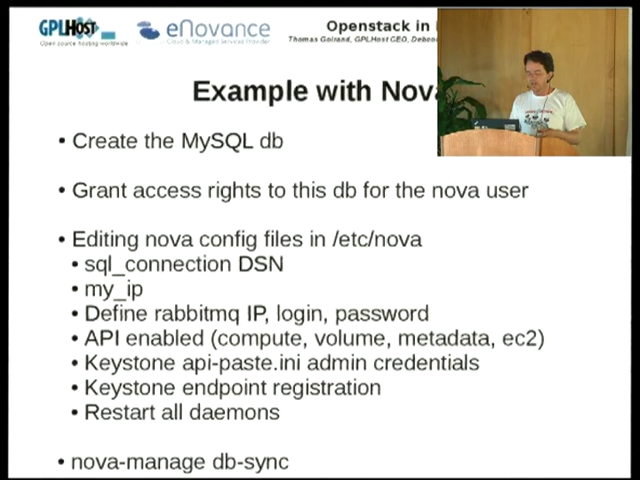 GPLHOST
Open source hosting worldwide
eNovance
Cloud & Managed Services Provider
Openstack in
Thomas Goirand, GPLHost CEO,
Example with
• Create the MySQL db
• Grant access rights to this db for the nova user
• Editing nova config files in /etc/nova
• sql_connection DSN
• my_ip
• Define rabbitmq IP, login, password
• API enabled (compute, volume, metadata, ec2)
• Keystone api-paste.ini admin credentials
• Keystone endpoint registration
• Restart all daemons
• nova-manage db-sync